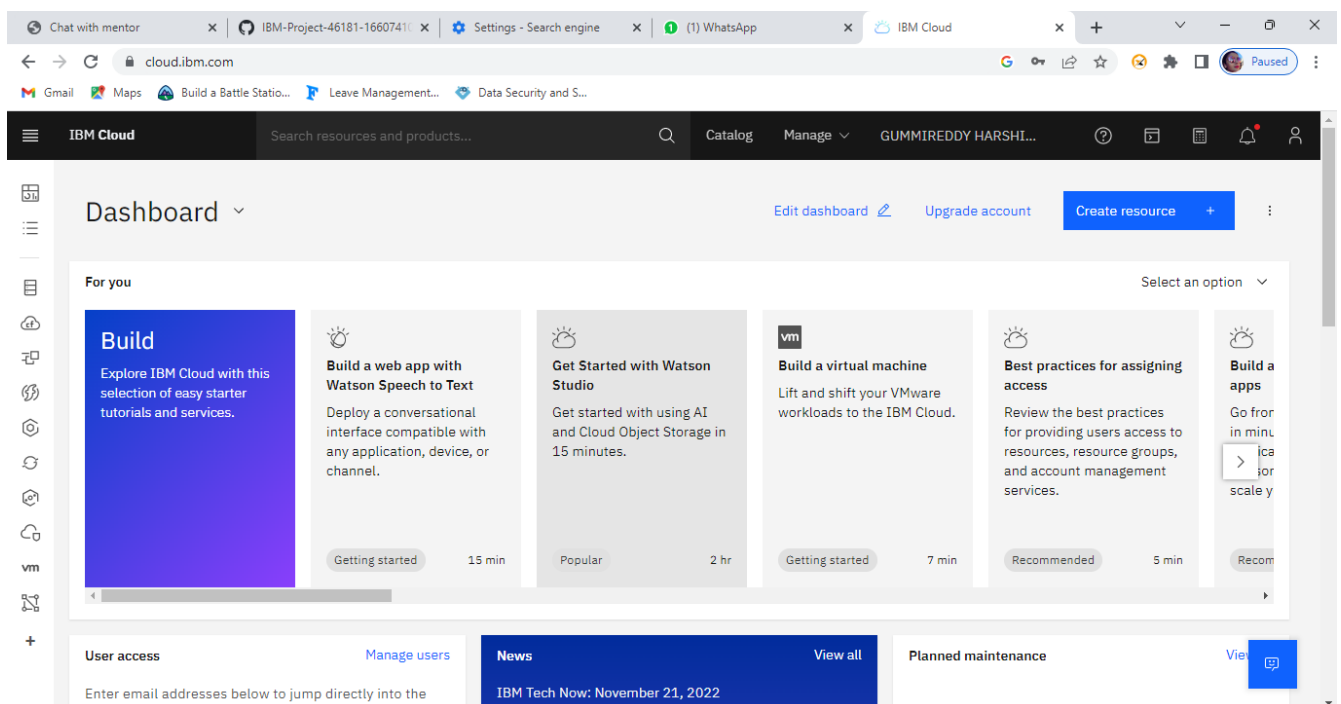 Chat with mentor
IBM-Project-46181-1660741
Settings - Search engine
(1) WhatsApp
IBM Cloud
cloud.ibm.com
Paused
Gmail
Maps
Build a Battle Statio...
Leave Management...
Data Security and S...
IBM Cloud
Search resources and products...
Catalog
Manage
GUMMIREDDY HARSHI...
Dashboard
Edit dashboard
Upgrade account
Create resource +
For you
Select an option
Build
Explore IBM Cloud with this
selection of easy starter
tutorials and services.
Build a web app with
Watson Speech to Text
Deploy a conversational
interface compatible with
any application, device, or
channel.
Getting started 15 min
vm
Get Started with Watson
Studio
Get started with using AI
and Cloud Object Storage in
15 minutes.
Popular 2 hr
vm
Build a virtual machine
Lift and shift your VMware
workloads to the IBM Cloud.
Getting started 7 min
Best practices for assigning
access
Review the best practices
for providing users access to
resources, resource groups,
and account management
services.
Recommended 5 min
Build a
apps
Go
in
scale y
User access
Manage users
Enter email addresses below to jump directly into the
News
View all
IBM Tech Now: November 21, 2022
Planned maintenance